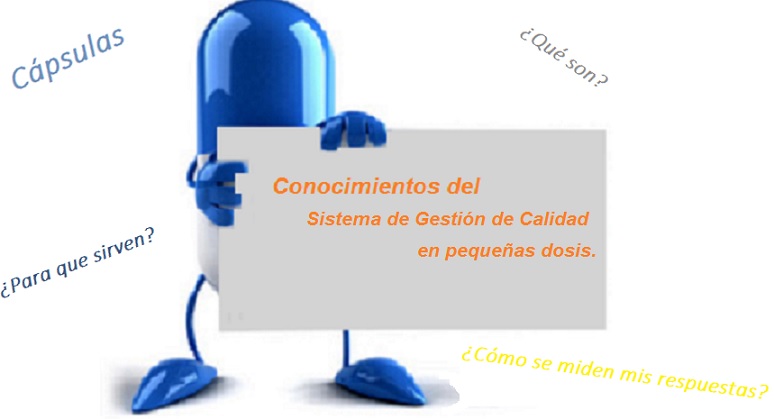 Cápsulas
¿Qué son?
Conocimientos del
Sistema de Gestión de Calidad
en pequeñas dosis.
¿Para que sirven?
¿Cómo se miden mis respuestas?